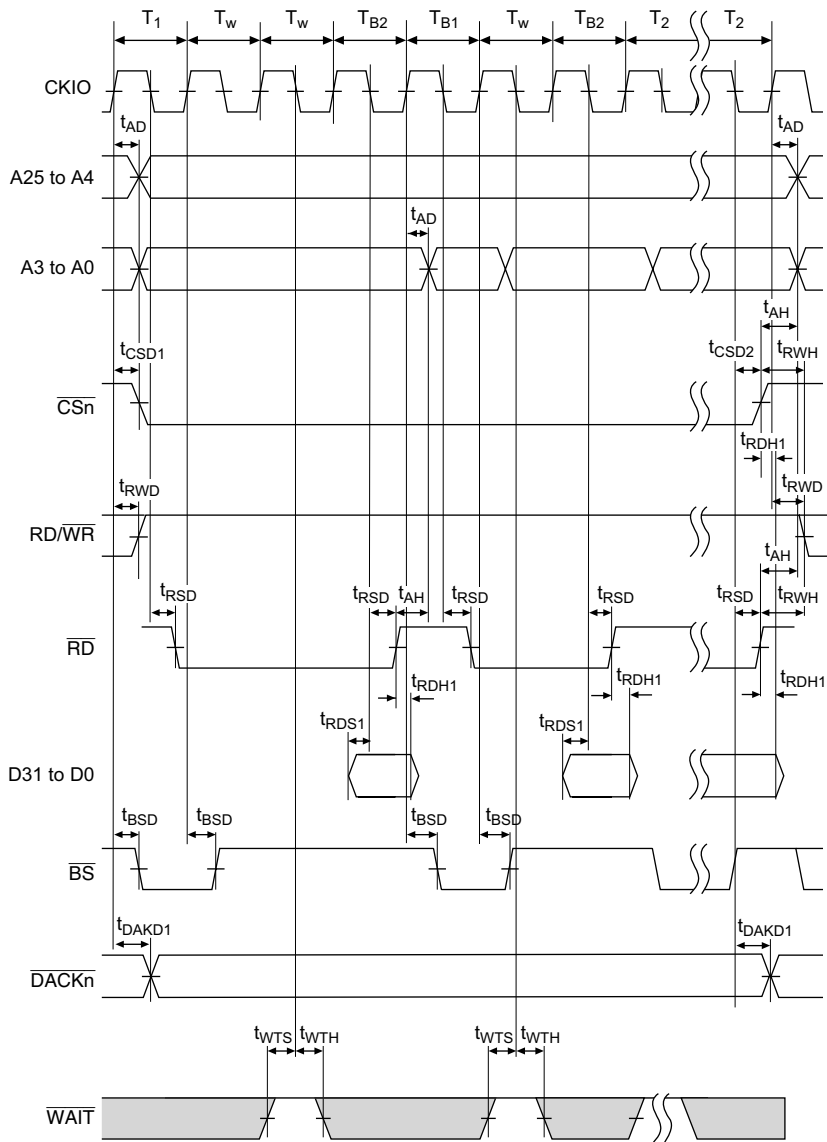 T1 Tw Tw TB2 TB1 Tw TB2 T2 T2
CKIO
tAD tAD
A25 to A4
tAD
A3 to A0
tAH
tCSD1 tCSD2 tRWH
CSn
tRDH1
tRWD tRWD
RD/WR
tAH
tRSD tRSD tAH tRSD tRSD tRSD tRWH
RD
tRDH1 tRDH1 tRDH1
tRDS1 tRDS1
D31 to D0
tBSD tBSD tBSD tBSD
BS
tDAKD1 tDAKD1
DACKn
tWTS tWTH tWTS tWTH
WAIT